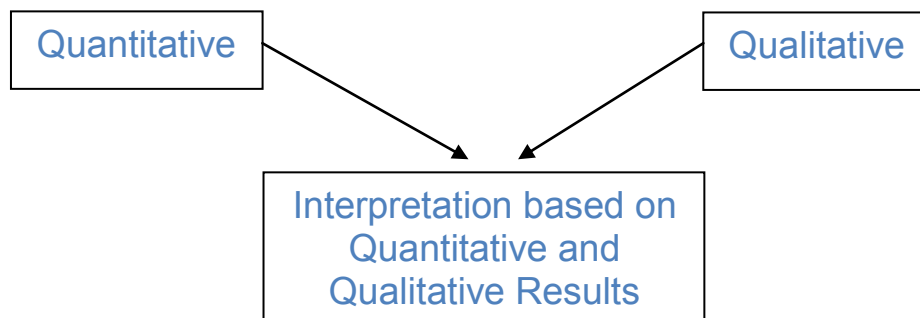 Quantitative
Qualitative
Interpretation based on
Quantitative and
Qualitative Results